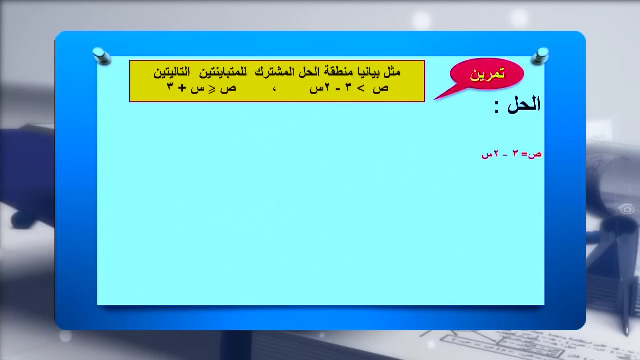 تمرين
مثل بيانيا منطقة الحل المشترك للمتباينتين التاليتين
ص > ٣ - ٢س ، ص ⩾ س + ٣
الحل :
ص= ٣ - ٢س